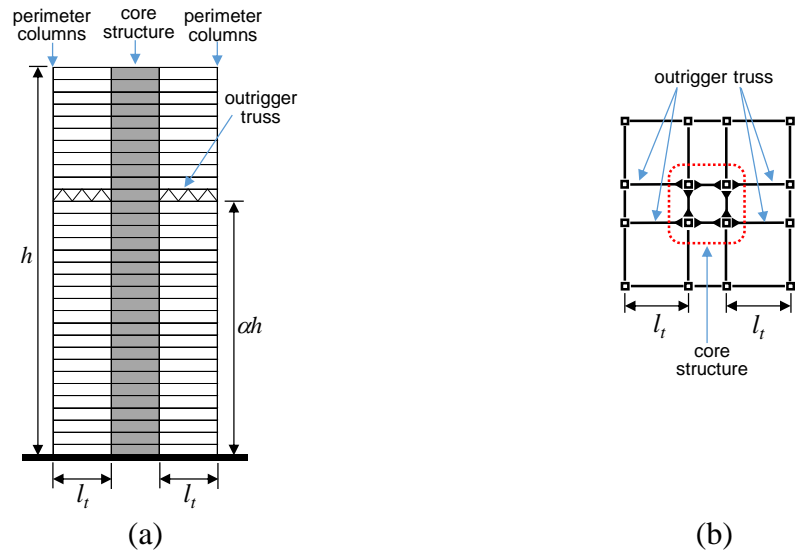 perimeter
columns
core
structure
perimeter
columns
outrigger
truss
h
αh
l_t
l_t
(a)
outrigger truss
l_t
l_t
core
structure
(b)